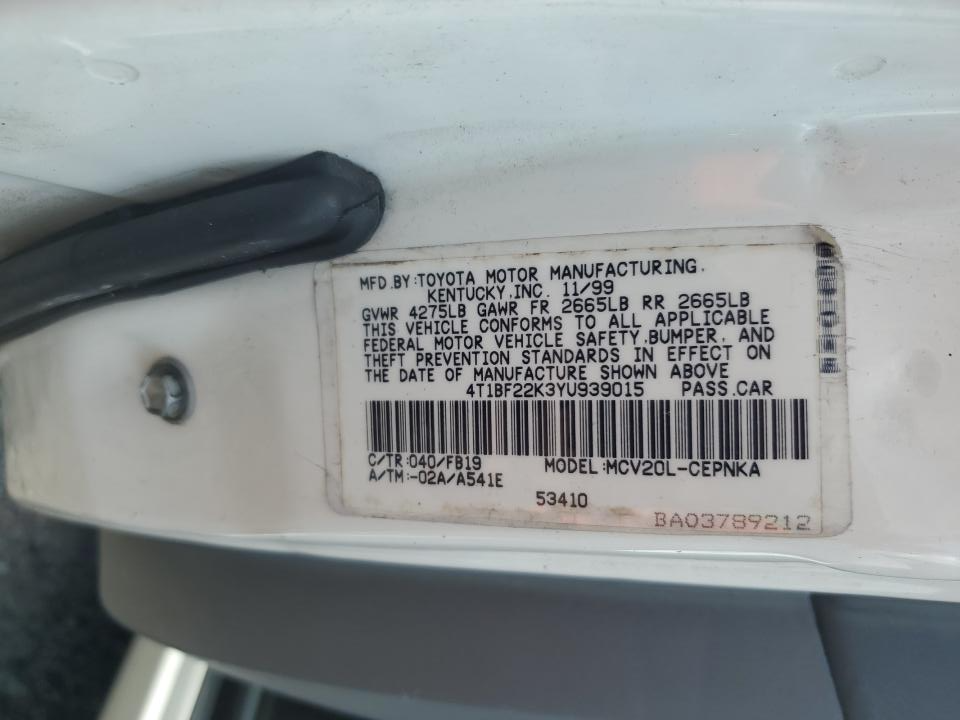 MFD.BY:TOYOTA MOTOR MANUFACTURING,
KENTUCKY,INC. 11/99
GVWR 4275LB GAWR FR 2665LB RR 2665LB
THIS VEHICLE CONFORMS TO ALL APPLICABLE
FEDERAL MOTOR VEHICLE SAFETY,BUMPER, AND
THEFT PREVENTION STANDARDS IN EFFECT ON
THE DATE OF MANUFACTURE SHOWN ABOVE
4T1BF22K3YU939015 PASS.CAR
C/TR:040/FB19 MODEL:MCV20L-CEPNKA
A/TM:-02A/A541E
53410
BA03789212